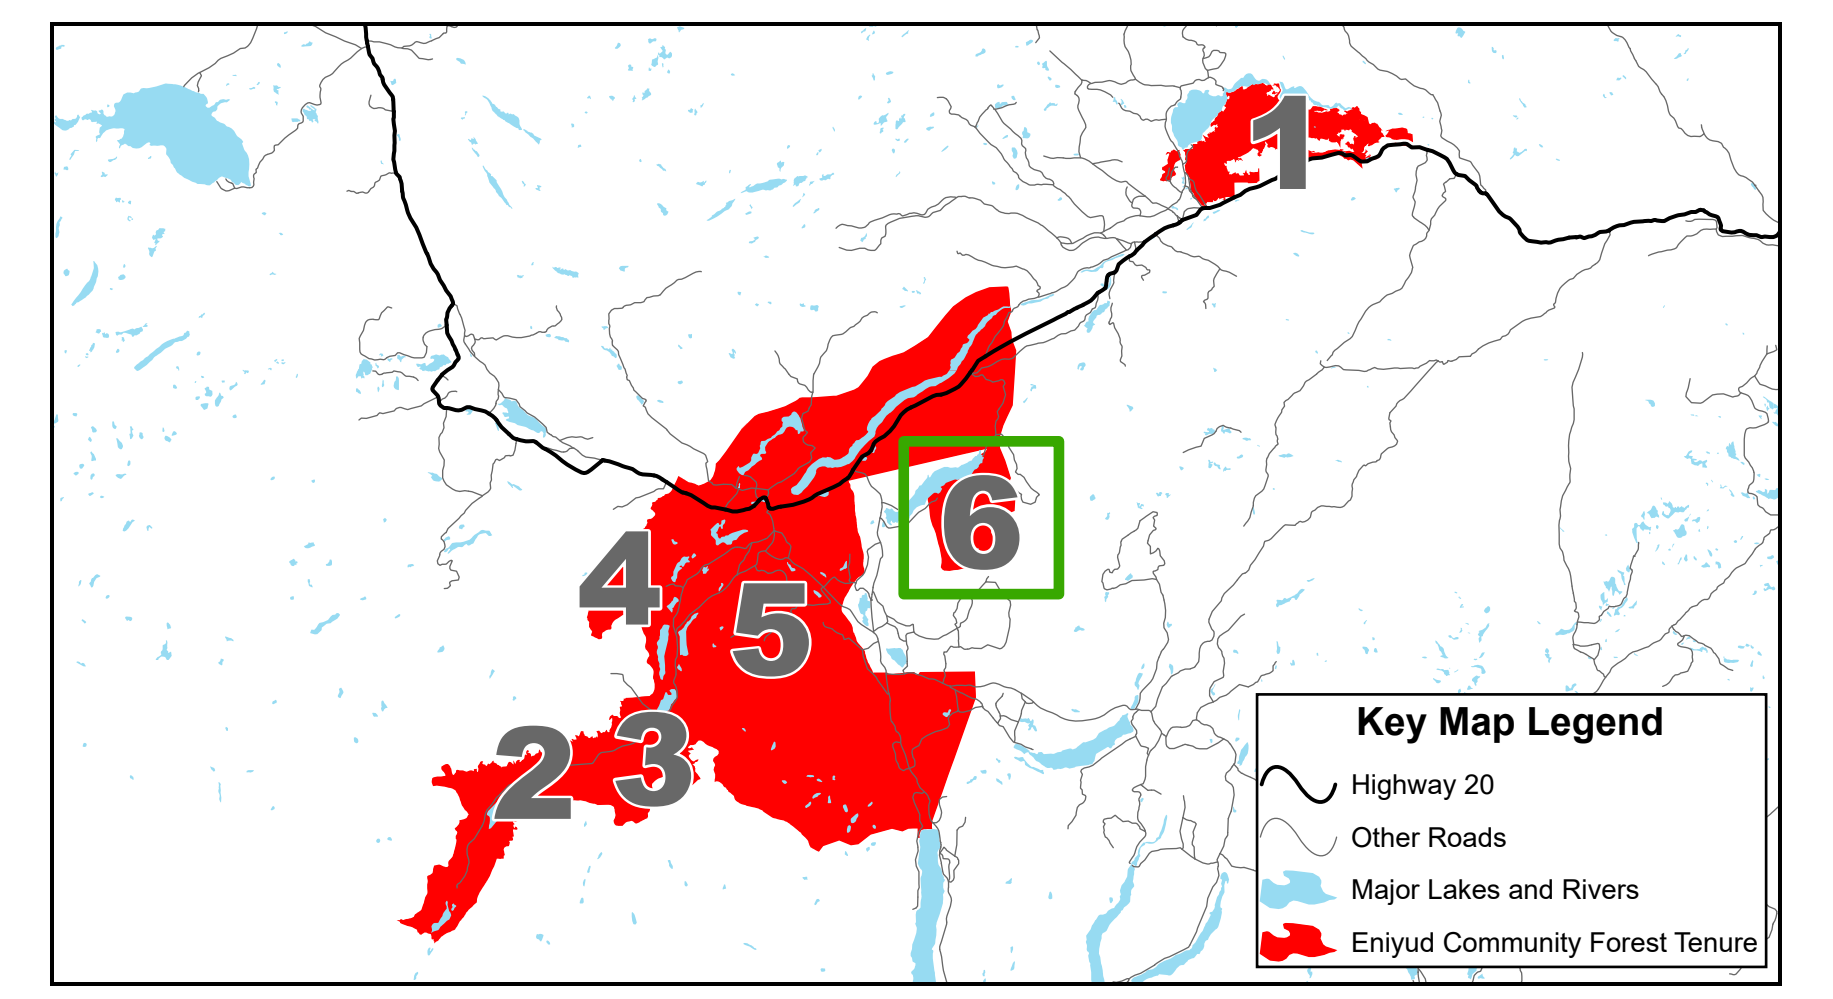 1
6
4
5
3
2
Key Map Legend
Highway 20
Other Roads
Major Lakes and Rivers
Eniyud Community Forest Tenure